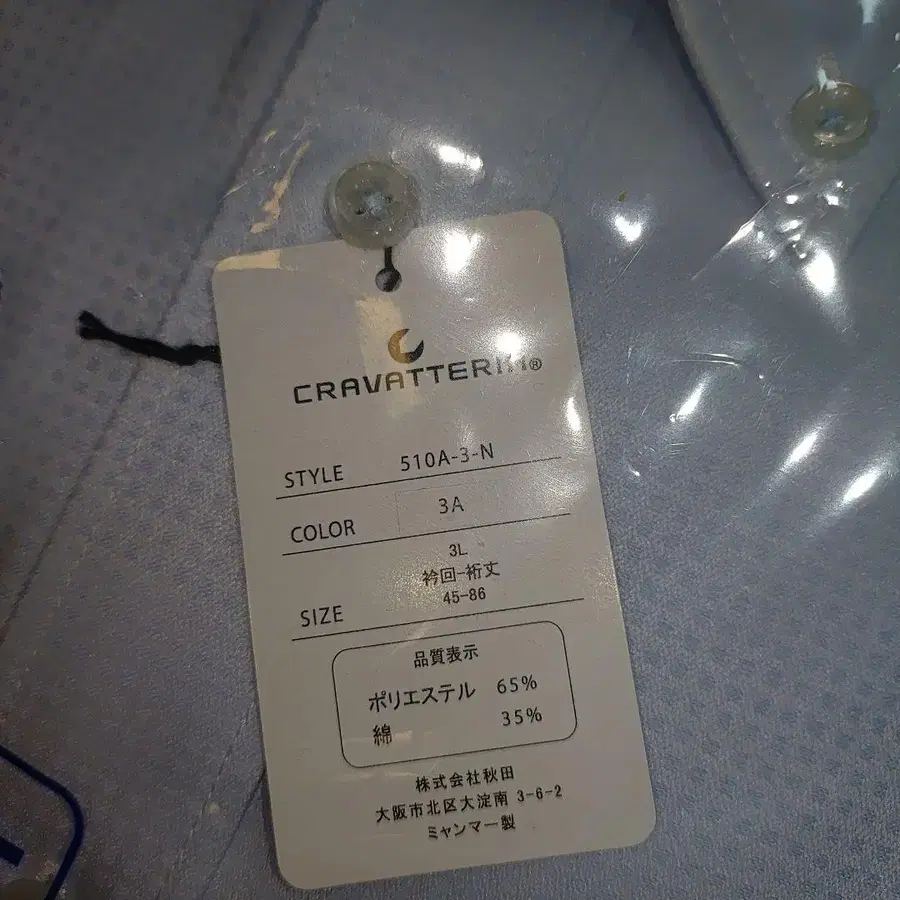 CRAVATTERIA®
STYLE 510A-3-N
COLOR 3A
3L
衿回-裄丈
SIZE 45-86
品質表示
ポリエステル 65%
綿 35%
株式会社秋田
大阪市北区大淀南 3-6-2
ミャンマー製